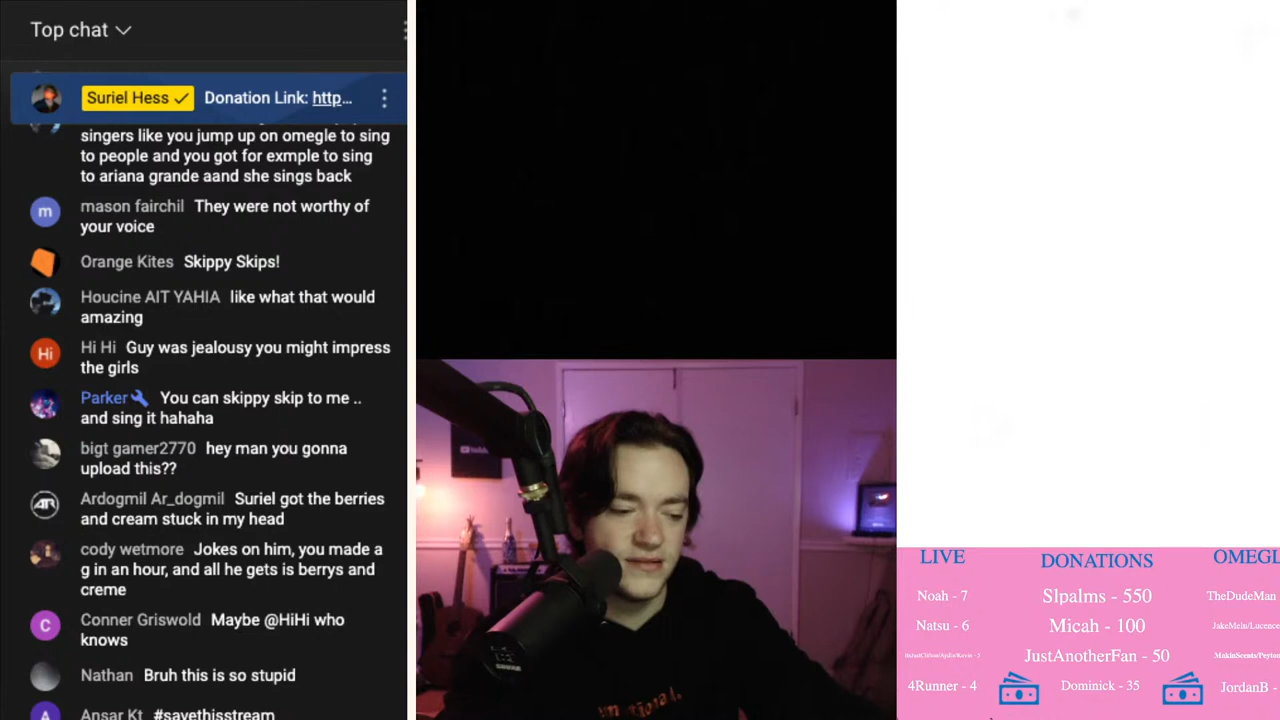 Top chat
Suriel Hess Donation Link: http...
singers like you jump up on omegle to sing
to people and you got for exmple to sing
to ariana grande aand she sings back
m
mason fairchil They were not worthy of
your voice
Orange Kites Skippy Skips!
Houcine AIT YAHIA like what that would
amazing
Hi
Hi Hi Guy was jealousy you might impress
the girls
Parker You can skippy skip to me ..
and sing it hahaha
bigt gamer2770 hey man you gonna
upload this??
AR
Ardogmil Ar_dogmil Suriel got the berries
and cream stuck in my head
cody wetmore Jokes on him, you made a
g in an hour, and all he gets is berrys and
creme
C
Conner Griswold Maybe @HiHi who
knows
Nathan Bruh this is so stupid
A
Ansar Kt #savethisstream
LIVE
Noah - 7
Natsu - 6
4Runner - 4
DONATIONS
Slpalms - 550
Micah - 100
JustAnotherFan - 50
Dominick - 35
OMEGL
TheDudeMan
JakeMein/Lucence
MakinScents/Peyton
JordanB -